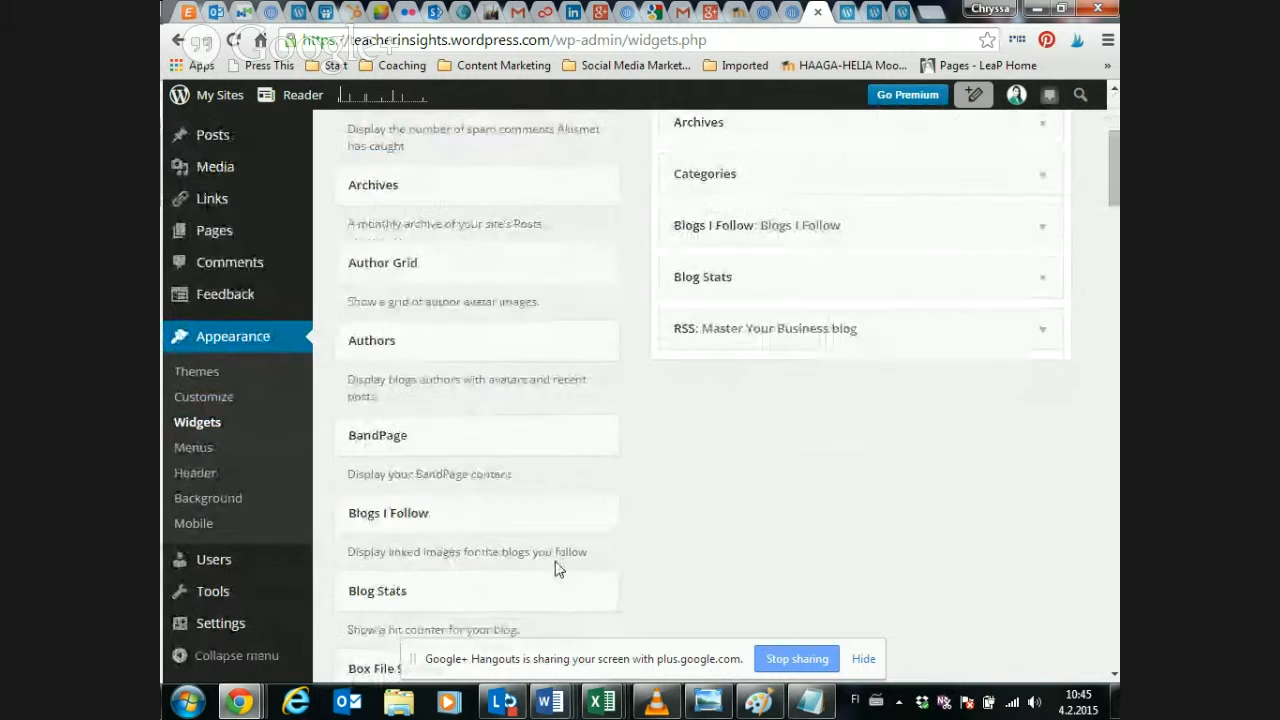 Chryssa
https://teacherinsights.wordpress.com/wp-admin/widgets.php
Google+
Apps Press This Start Coaching Content Marketing Social Media Market... Imported HAAGA-HELIA Moo... Pages - LeaP Home »
My Sites Reader Go Premium
Posts
Media
Links
Pages
Comments
Feedback
Appearance
Themes
Customize
Widgets
Menus
Header
Background
Mobile
Users
Tools
Settings
Collapse menu
Display the number of spam comments Akismet
has caught
Archives
A monthly archive of your site's Posts.
Author Grid
Show a grid of author avatar images.
Authors
Display blogs authors with avatars and recent
posts.
BandPage
Display your BandPage content
Blogs I Follow
Display linked images for the blogs you follow
Blog Stats
Show a hit counter for your blog.
Box File
Archives
Categories
Blogs I Follow: Blogs I Follow
Blog Stats
RSS: Master Your Business blog
Google+ Hangouts is sharing your screen with plus.google.com. Stop sharing Hide
FI
10:45
4.2.2015